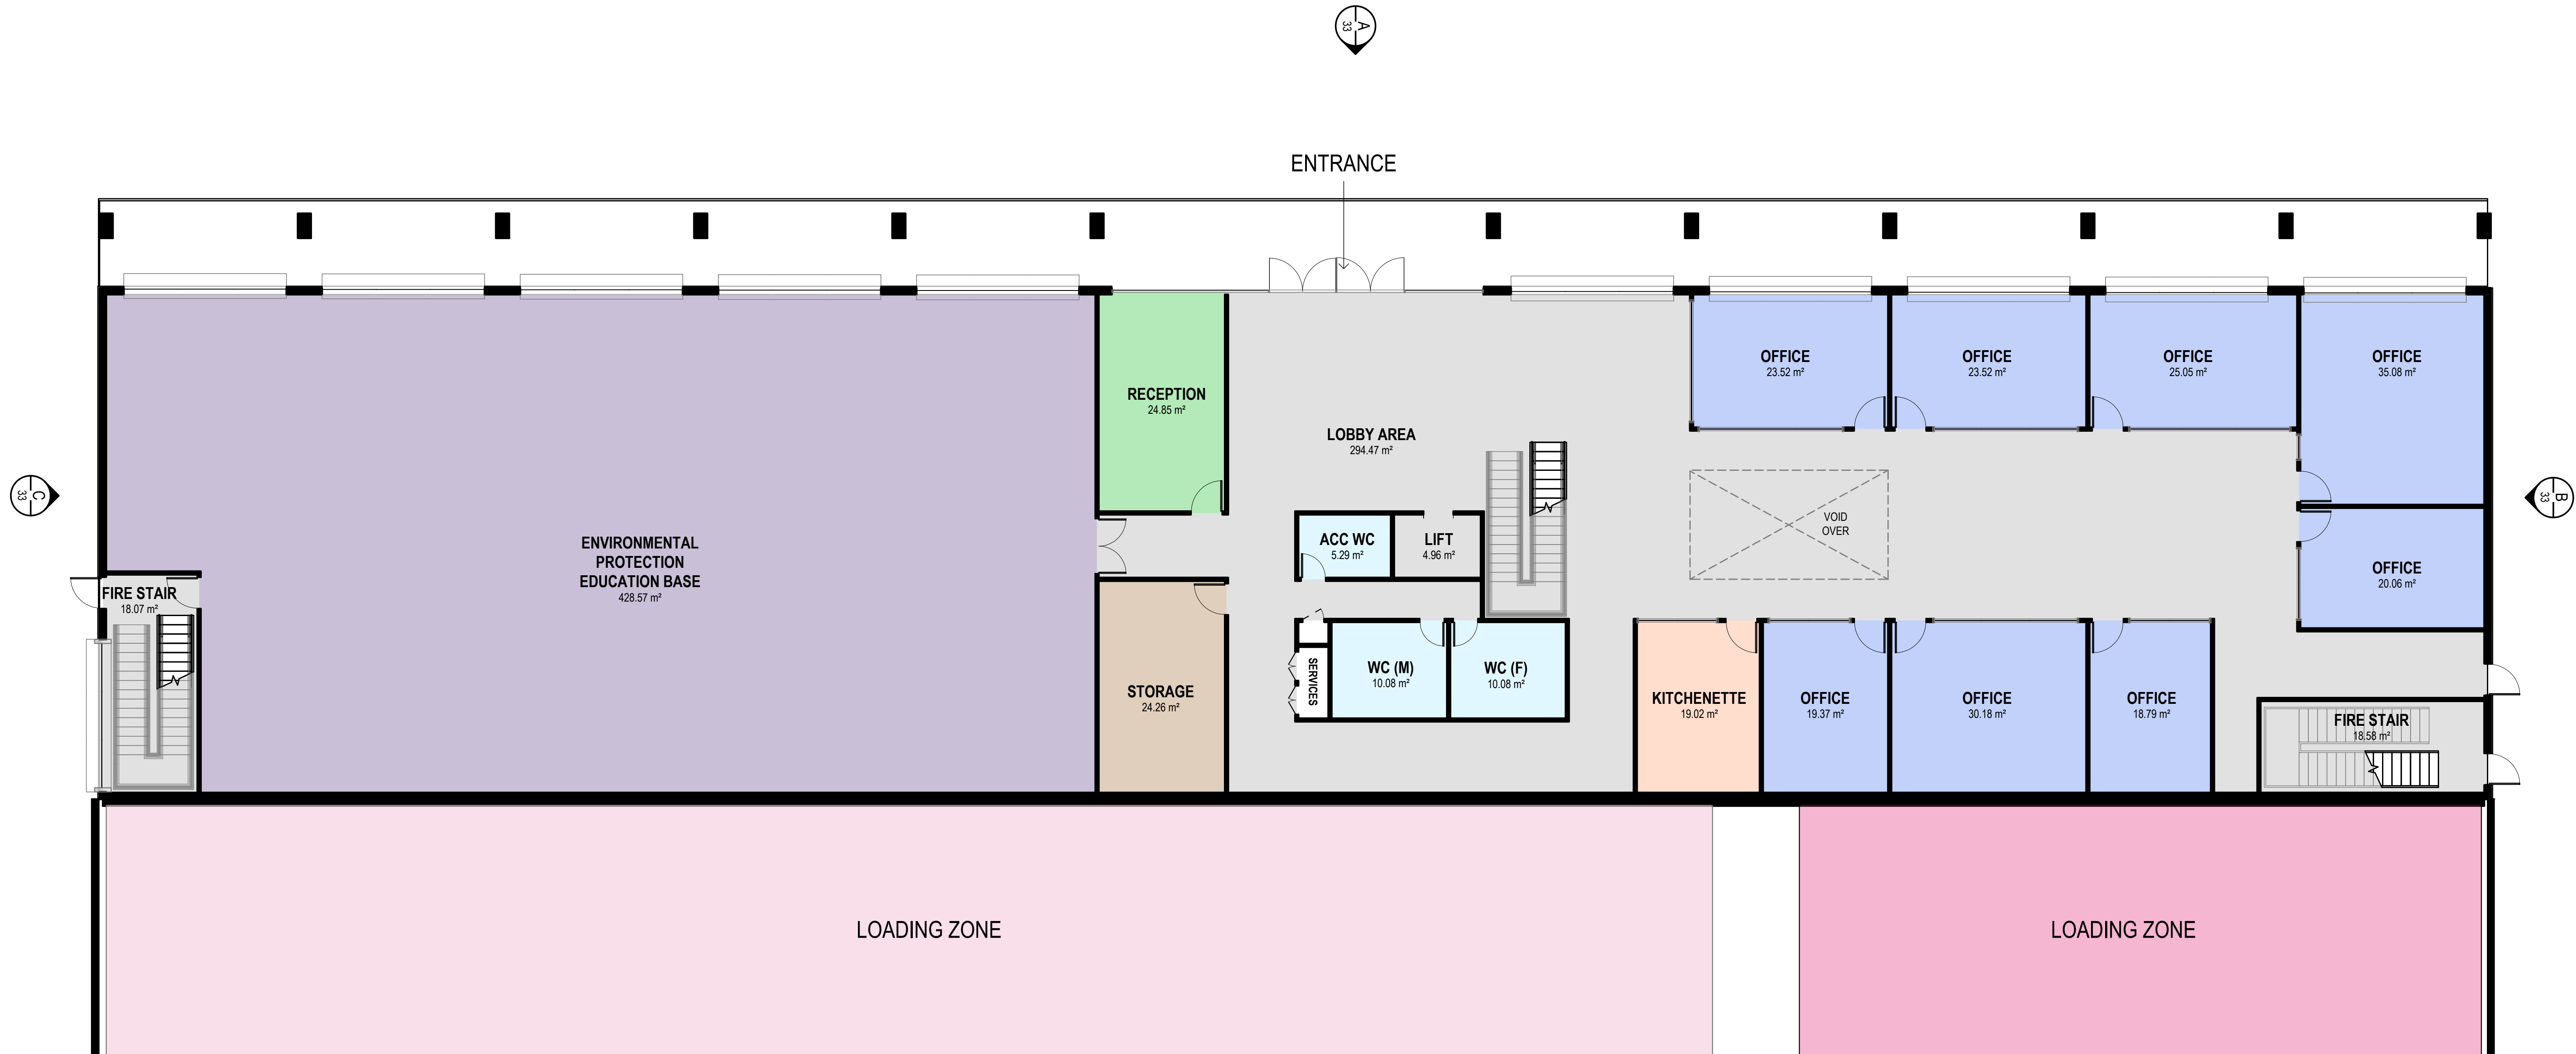 A
33
ENTRANCE
OFFICE
23.52 m²
OFFICE
23.52 m²
OFFICE
25.05 m²
OFFICE
35.08 m²
RECEPTION
24.85 m²
LOBBY AREA
294.47 m²
C
33
B
33
VOID
OVER
ENVIRONMENTAL
PROTECTION
EDUCATION BASE
428.57 m²
ACC WC
5.29 m²
LIFT
4.96 m²
OFFICE
20.06 m²
FIRE STAIR
18.07 m²
STORAGE
24.26 m²
SERVICES
WC (M)
10.08 m²
WC (F)
10.08 m²
KITCHENETTE
19.02 m²
OFFICE
19.37 m²
OFFICE
30.18 m²
OFFICE
18.79 m²
FIRE STAIR
18.58 m²
LOADING ZONE
LOADING ZONE